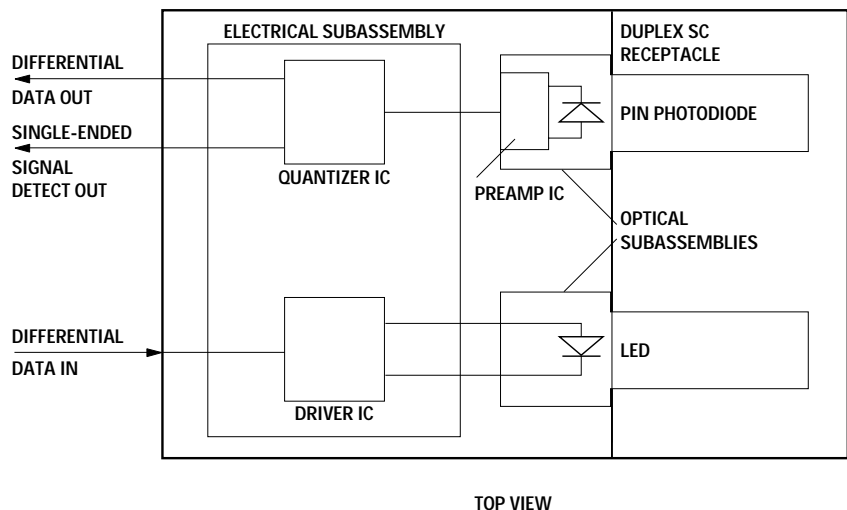 ELECTRICAL SUBASSEMBLY
DUPLEX SC
RECEPTACLE
DIFFERENTIAL
DATA OUT
SINGLE-ENDED
SIGNAL
DETECT OUT
QUANTIZER IC
PREAMP IC
PIN PHOTODIODE
OPTICAL
SUBASSEMBLIES
DIFFERENTIAL
DATA IN
DRIVER IC
LED
TOP VIEW